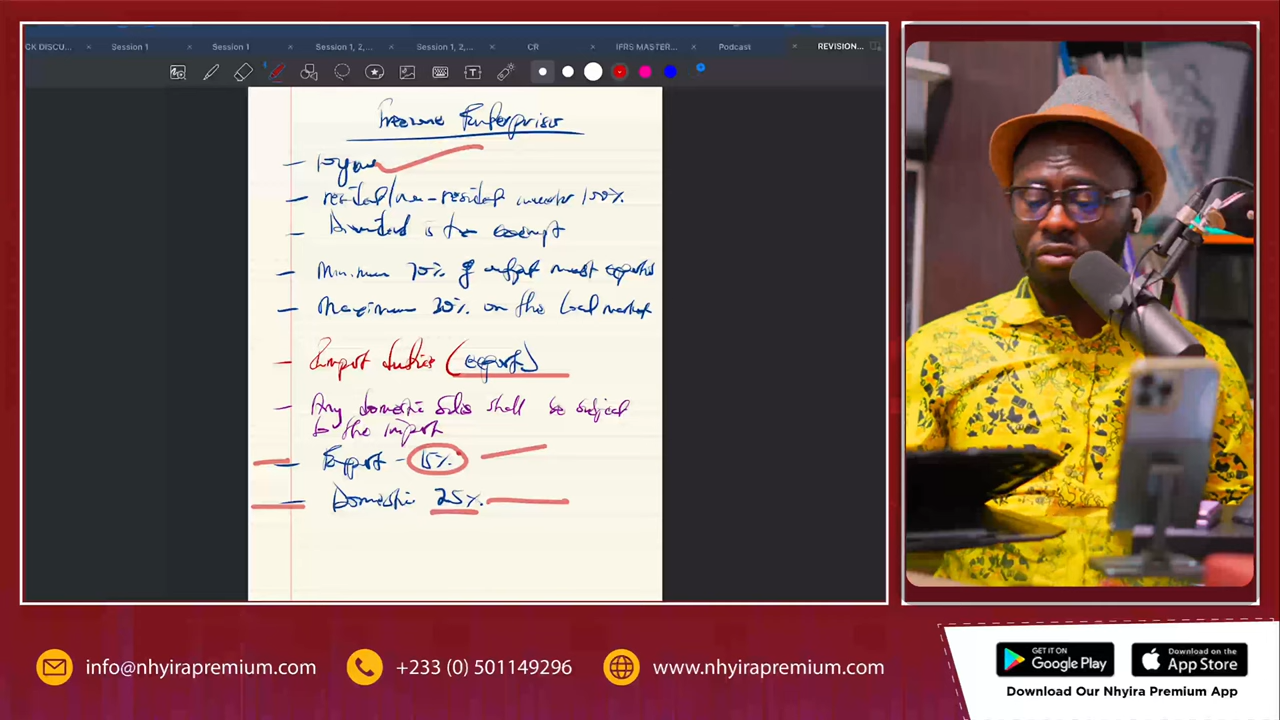 CK DISCU...
Session 1
Session 1
Session 1, 2,...
Session 1, 2,...
CR
IFRS MASTER...
Podcast
REVISION...
Freezone Enterprises
10 years
resident/non-resident investor 100%
Dividend is tax exempt
Minimum 70% of output must exported
Maximum 30% on the local market
Import duties (export)
Any domestic sales shall be subject
to the import
Export - 15%
Domestic 25%
info@nhyirapremium.com
+233 (0) 501149296
www.nhyirapremium.com
GET IT ON
Google Play
Download on the
App Store
Download Our Nhyira Premium App